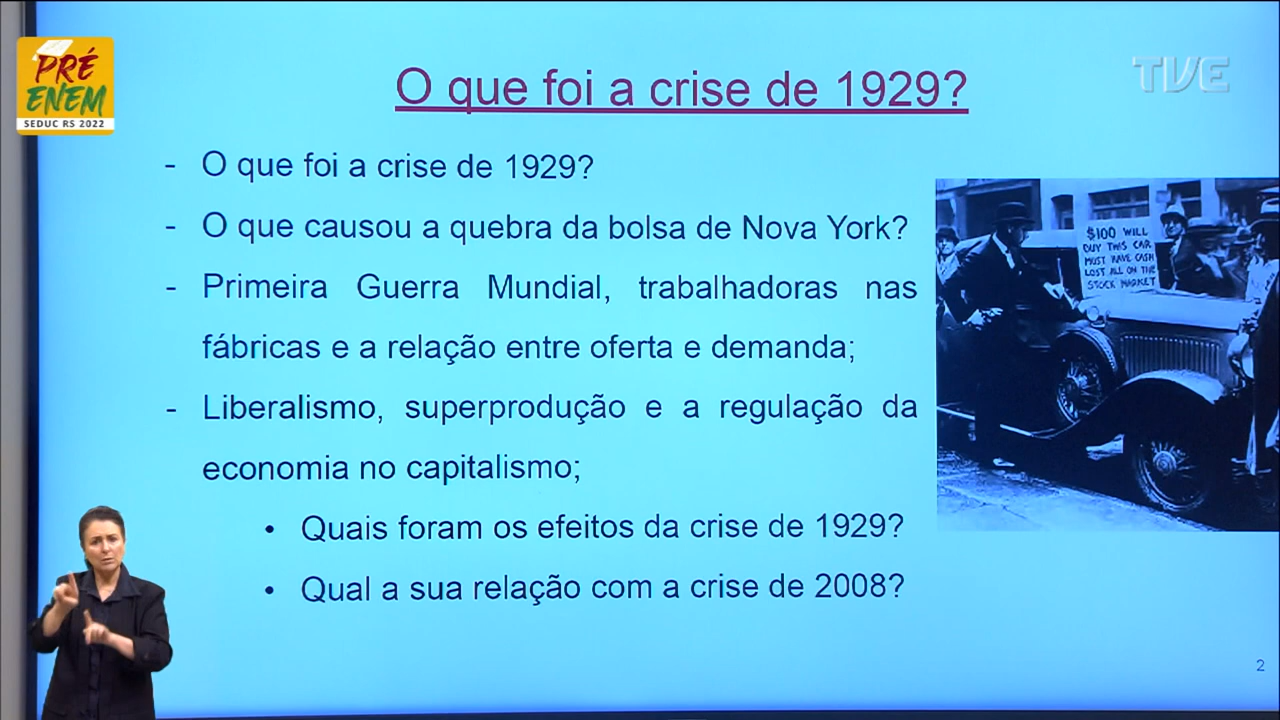 PRÉ
ENEM
SEDUC RS 2022
TVE
O que foi a crise de 1929?
- O que foi a crise de 1929?
- O que causou a quebra da bolsa de Nova York?
- Primeira Guerra Mundial, trabalhadoras nas
fábricas e a relação entre oferta e demanda;
- Liberalismo, superprodução e a regulação da
economia no capitalismo;
• Quais foram os efeitos da crise de 1929?
• Qual a sua relação com a crise de 2008?
$100 WILL
BUY THIS CAR
MUST HAVE CASH
LOST ALL ON THE
STOCK MARKET
2